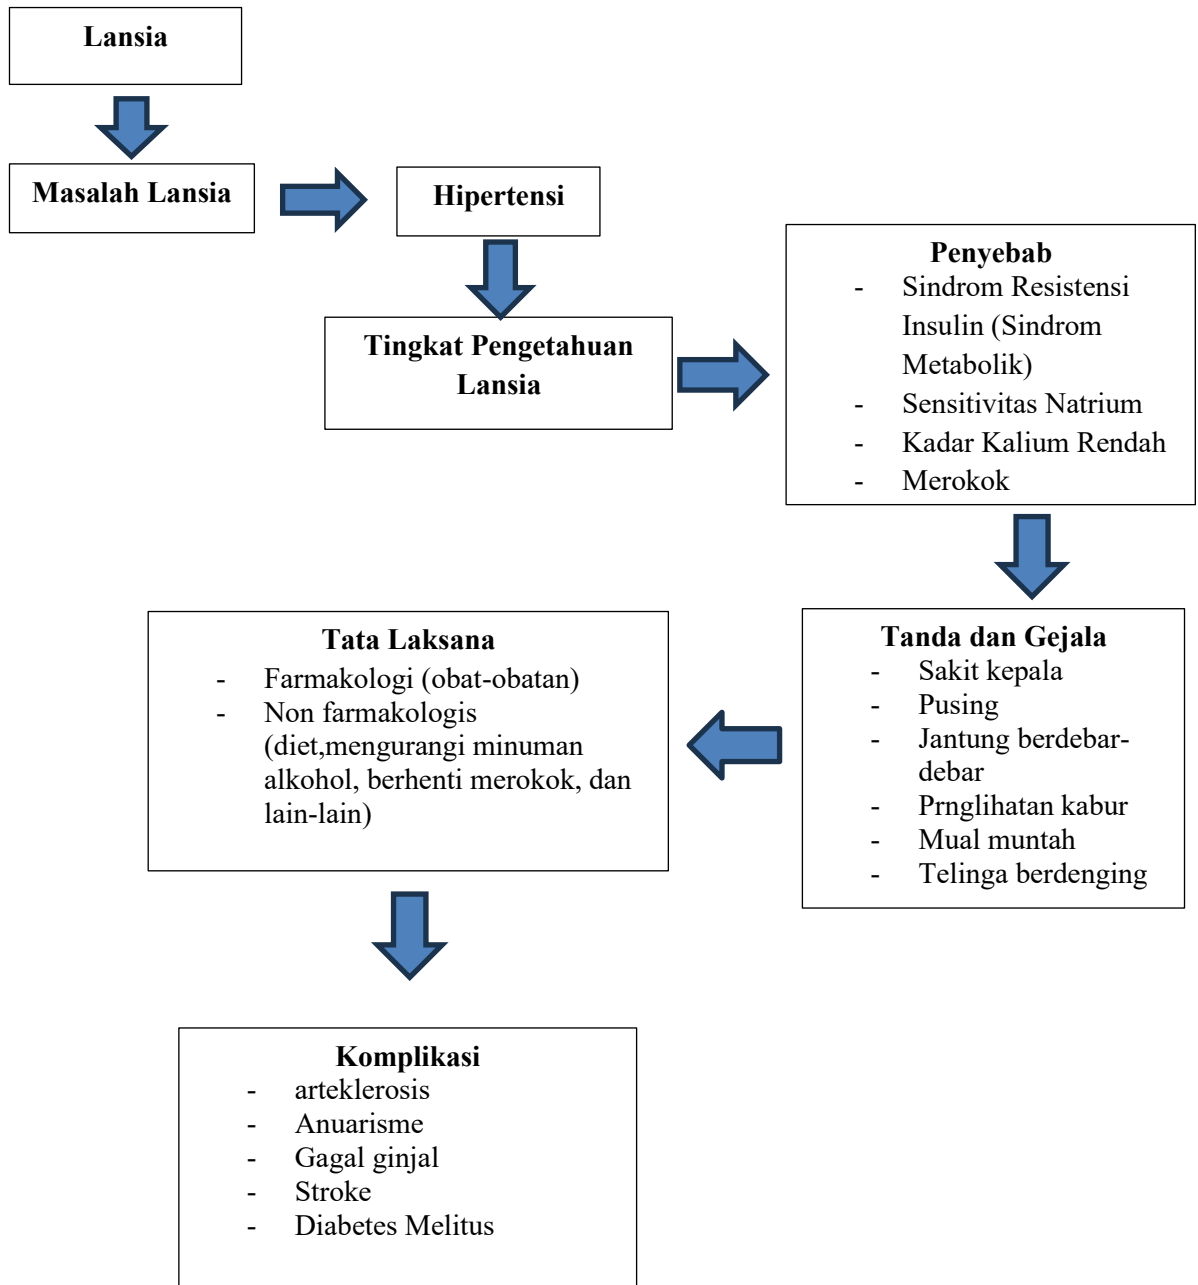 Lansia
Masalah Lansia
Hipertensi
Tingkat Pengetahuan
Lansia
Penyebab
- Sindrom Resistensi
Insulin (Sindrom
Metabolik)
- Sensitivitas Natrium
- Kadar Kalium Rendah
- Merokok
Tanda dan Gejala
- Sakit kepala
- Pusing
- Jantung berdebar-
debar
- Prnglihatan kabur
- Mual muntah
- Telinga berdenging
Tata Laksana
- Farmakologi (obat-obatan)
- Non farmakologis
(diet,mengurangi minuman
alkohol, berhenti merokok, dan
lain-lain)
Komplikasi
- arteklerosis
- Anuarisme
- Gagal ginjal
- Stroke
- Diabetes Melitus